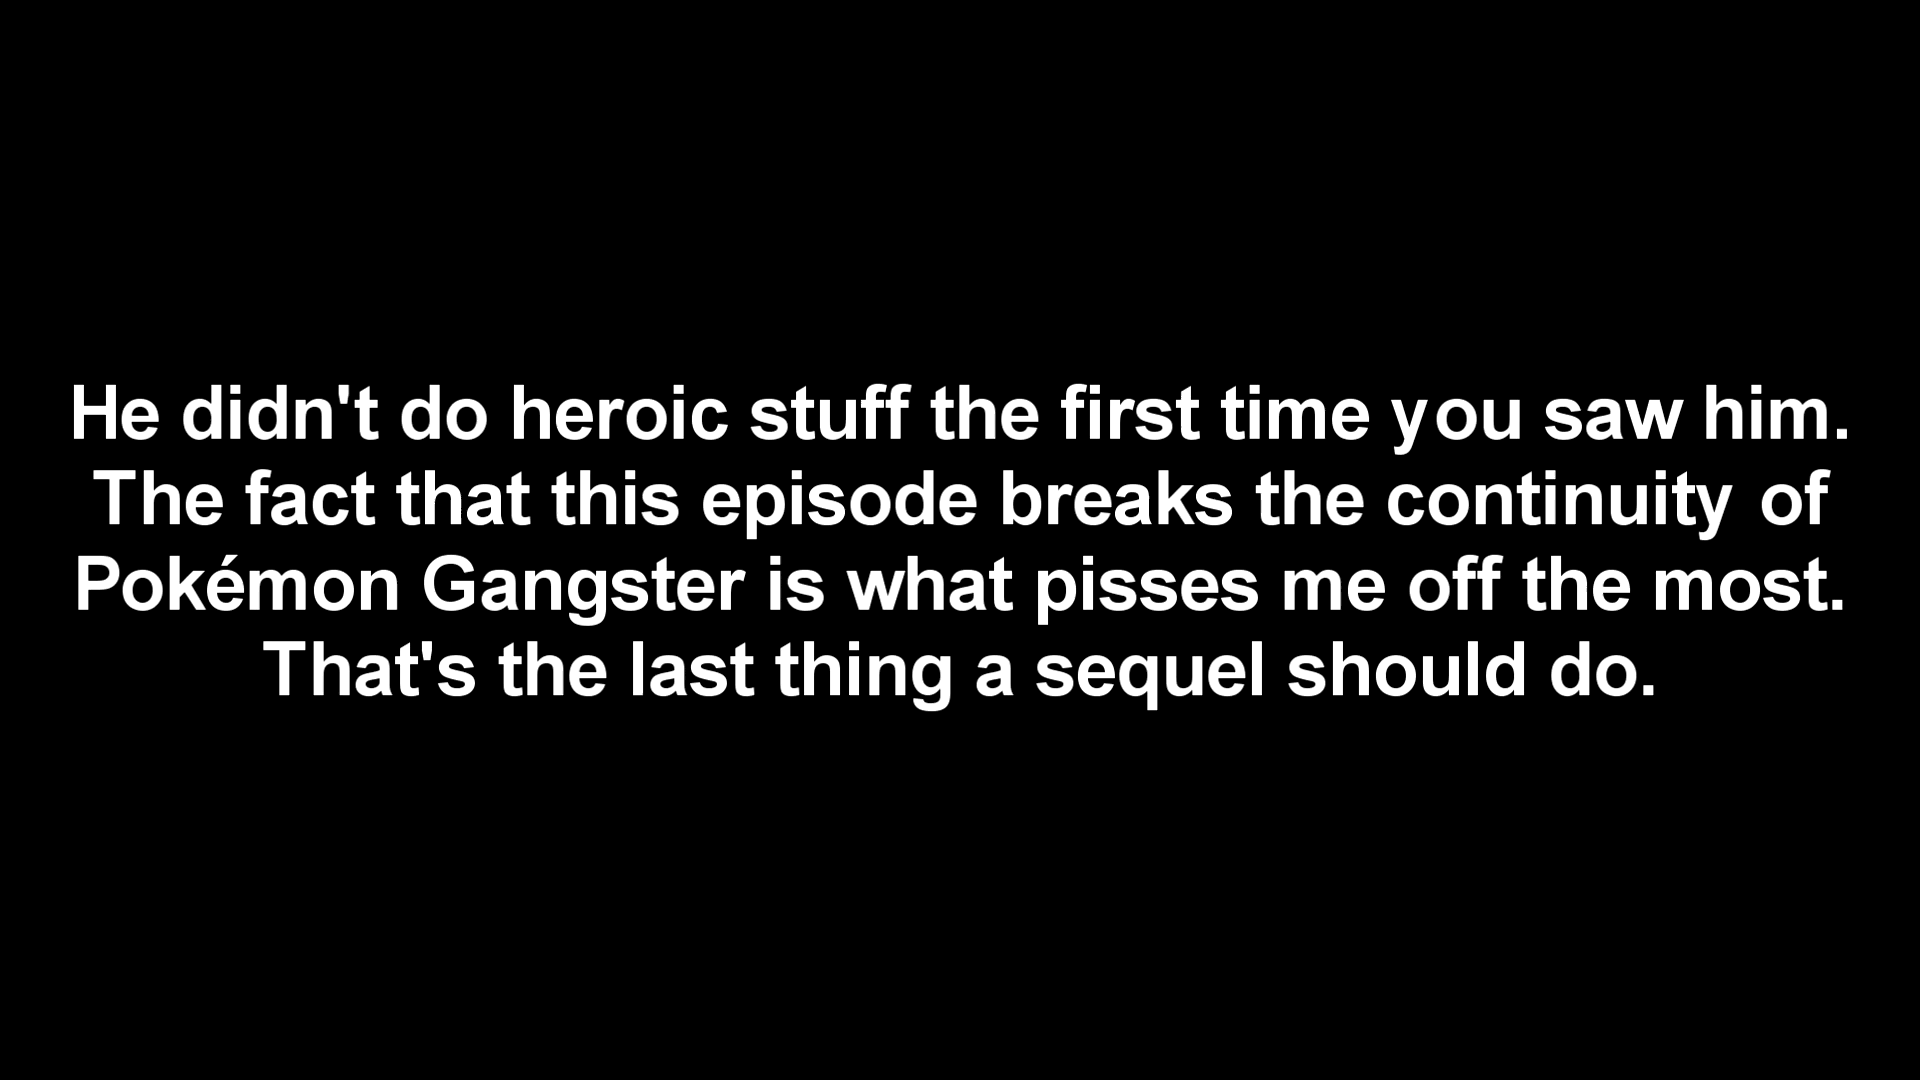 He didn't do heroic stuff the first time you saw him.
The fact that this episode breaks the continuity of
Pokémon Gangster is what pisses me off the most.
That's the last thing a sequel should do.